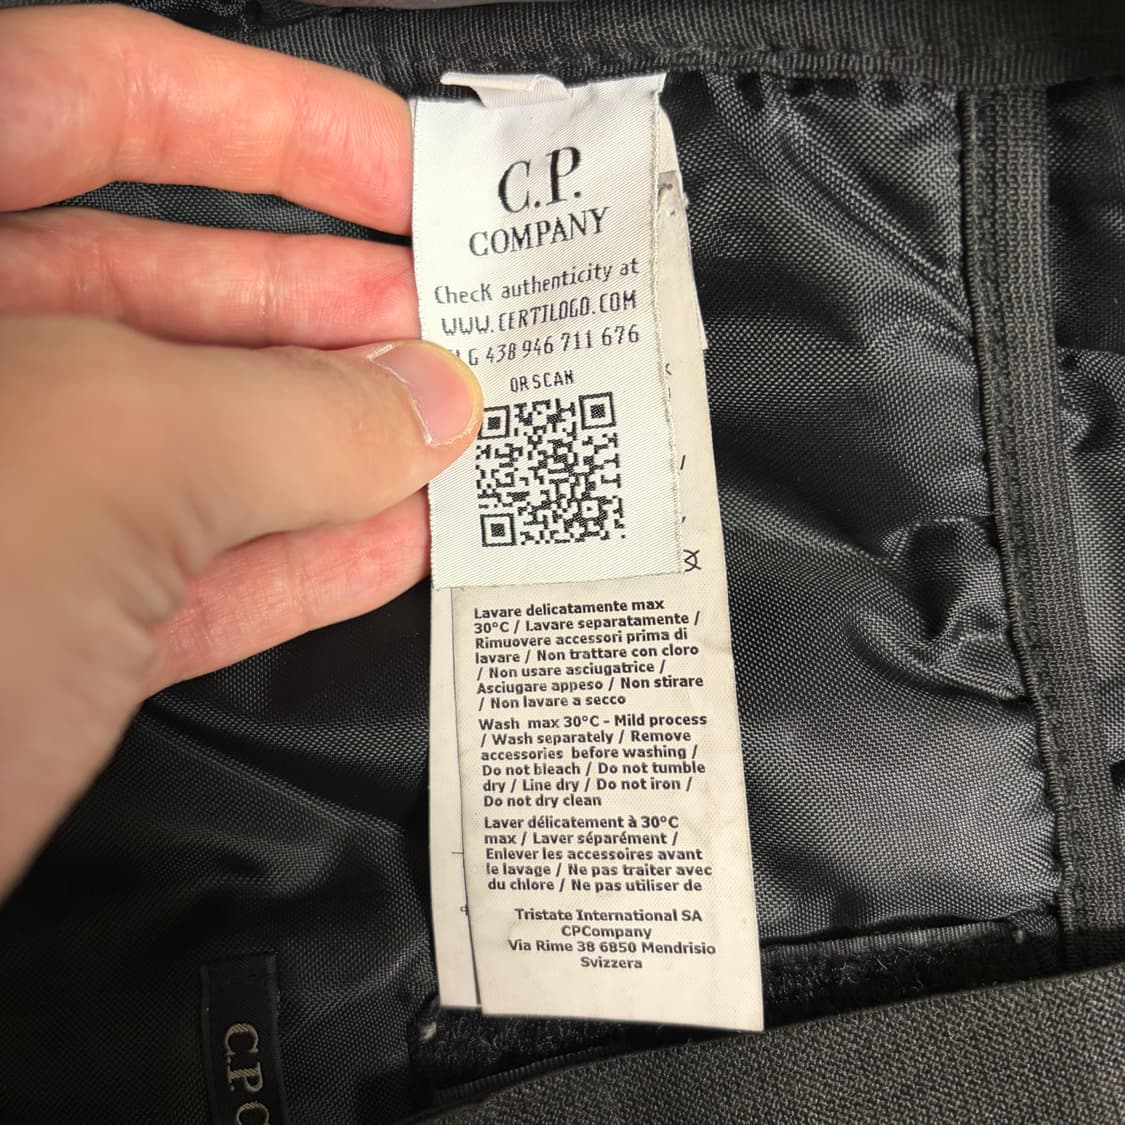 C.P.
COMPANY
Check authenticity at
WWW.CERTILOGO.COM
G 438 946 711 676
OR SCAN
Lavare delicatamente max
30°C / Lavare separatamente /
Rimuovere accessori prima di
lavare / Non trattare con cloro
/ Non usare asciugatrice /
Asciugare appeso / Non stirare
/ Non lavare a secco
Wash max 30°C - Mild process
/ Wash separately / Remove
accessories before washing /
Do not bleach / Do not tumble
dry / Line dry / Do not iron /
Do not dry clean
Laver délicatement à 30°C
max / Laver séparément /
Enlever les accessoires avant
le lavage / Ne pas traiter avec
du chlore / Ne pas utiliser de
Tristate International SA
CPCompany
Via Rime 38 6850 Mendrisio
Svizzera
C.P. C